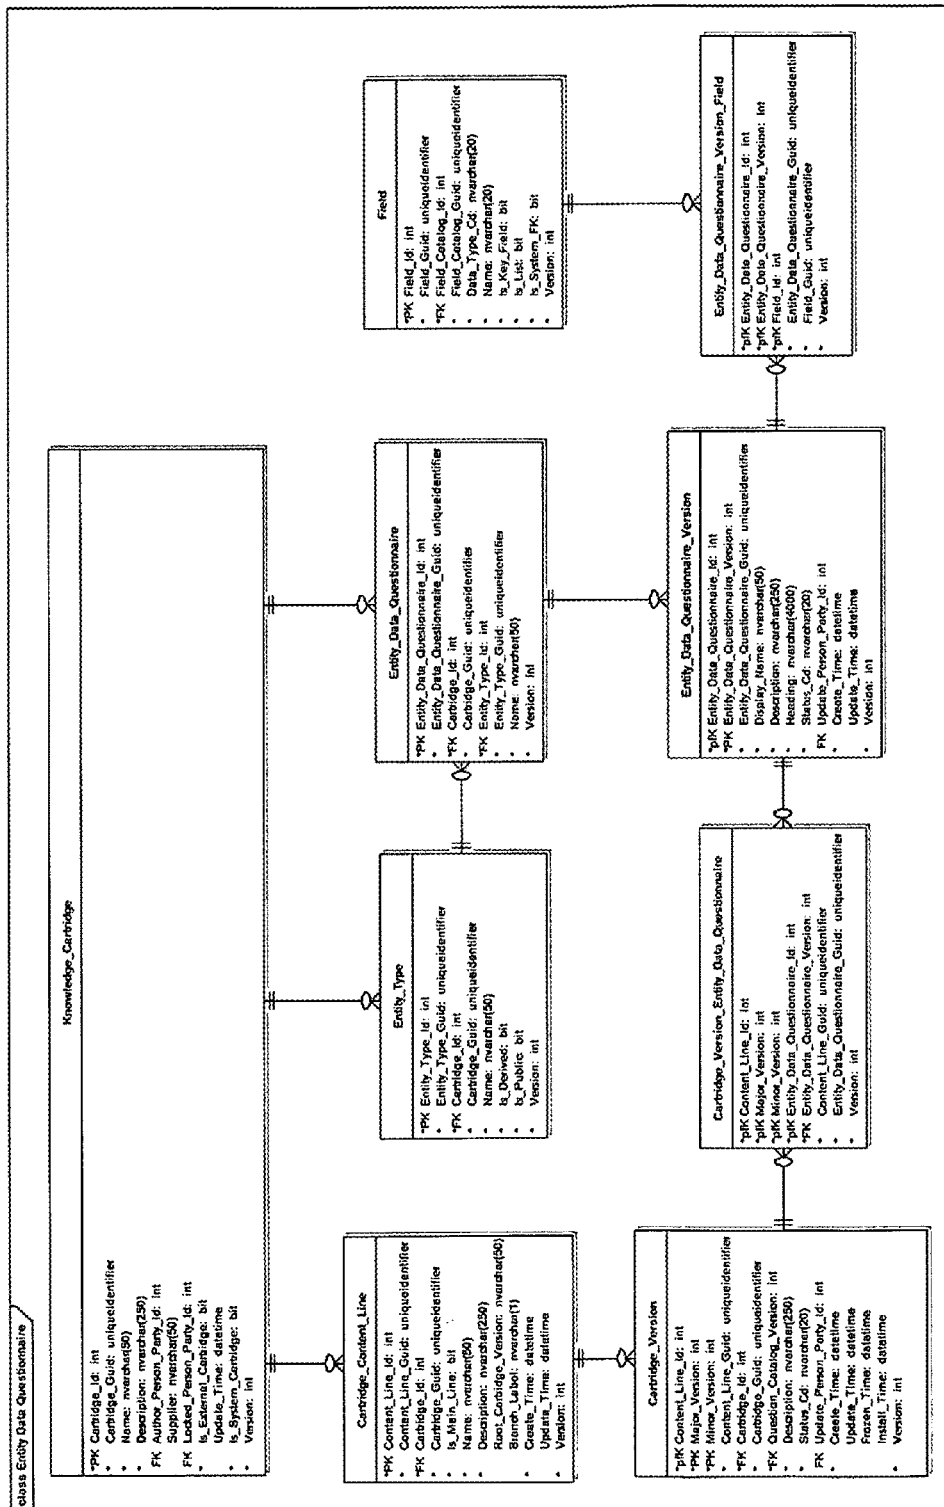 class Entity Data Questionnaire
Knowledge_Cartridge
*PK Cartridge_Id: int
* Cartridge_Guid: uniqueidentifier
* Name: nvarchar(50)
* Description: nvarchar(250)
FK Author_Person_Party_Id: int
Supplier: nvarchar(50)
FK Locked_Person_Party_Id: int
* Is_External_Cartridge: bit
* Update_Time: datetime
* Is_System_Cartridge: bit
* Version: int
Cartridge_Content_Line
*PK Content_Line_Id: int
* Content_Line_Guid: uniqueidentifier
*FK Cartridge_Id: int
* Cartridge_Guid: uniqueidentifier
* Is_Main_Line: bit
* Name: nvarchar(50)
* Description: nvarchar(250)
Root_Cartridge_Version: nvarchar(50)
Branch_Label: nvarchar(1)
* Create_Time: datetime
* Update_Time: datetime
* Version: int
Entity_Type
*PK Entity_Type_Id: int
* Entity_Type_Guid: uniqueidentifier
*FK Cartridge_Id: int
* Cartridge_Guid: uniqueidentifier
* Name: nvarchar(50)
* Is_Derived: bit
* Is_Public: bit
* Version: int
Entity_Data_Questionnaire
*PK Entity_Data_Questionnaire_Id: int
* Entity_Data_Questionnaire_Guid: uniqueidentifier
*FK Cartridge_Id: int
* Cartridge_Guid: uniqueidentifier
*FK Entity_Type_Id: int
* Entity_Type_Guid: uniqueidentifier
* Name: nvarchar(50)
* Version: int
Field
*PK Field_Id: int
* Field_Guid: uniqueidentifier
*FK Field_Catalog_Id: int
* Field_Catalog_Guid: uniqueidentifier
* Data_Type_Cd: nvarchar(20)
* Name: nvarchar(20)
* Is_Key_Field: bit
* Is_List: bit
* Is_System_FK: bit
* Version: int
Cartridge_Version
*pfK Content_Line_Id: int
*PK Major_Version: int
*PK Minor_Version: int
* Content_Line_Guid: uniqueidentifier
*FK Cartridge_Id: int
* Cartridge_Guid: uniqueidentifier
*FK Question_Catalog_Version: int
* Description: nvarchar(250)
* Status_Cd: nvarchar(20)
FK Update_Person_Party_Id: int
* Create_Time: datetime
* Update_Time: datetime
Frozen_Time: datetime
Install_Time: datetime
* Version: int
Cartridge_Version_Entity_Data_Questionnaire
*pfK Content_Line_Id: int
*pfK Major_Version: int
*pfK Minor_Version: int
*pfK Entity_Data_Questionnaire_Id: int
*FK Entity_Data_Questionnaire_Version: int
* Content_Line_Guid: uniqueidentifier
* Entity_Data_Questionnaire_Guid: uniqueidentifier
* Version: int
Entity_Data_Questionnaire_Version
*pfK Entity_Data_Questionnaire_Id: int
*PK Entity_Data_Questionnaire_Version: int
* Entity_Data_Questionnaire_Guid: uniqueidentifier
* Display_Name: nvarchar(50)
* Description: nvarchar(250)
* Heading: nvarchar(4000)
* Status_Cd: nvarchar(20)
FK Update_Person_Party_Id: int
* Create_Time: datetime
* Update_Time: datetime
* Version: int
Entity_Data_Questionnaire_Version_Field
*pfK Entity_Data_Questionnaire_Id: int
*pfK Entity_Data_Questionnaire_Version: int
*pfK Field_Id: int
* Entity_Data_Questionnaire_Guid: uniqueidentifier
* Field_Guid: uniqueidentifier
* Version: int